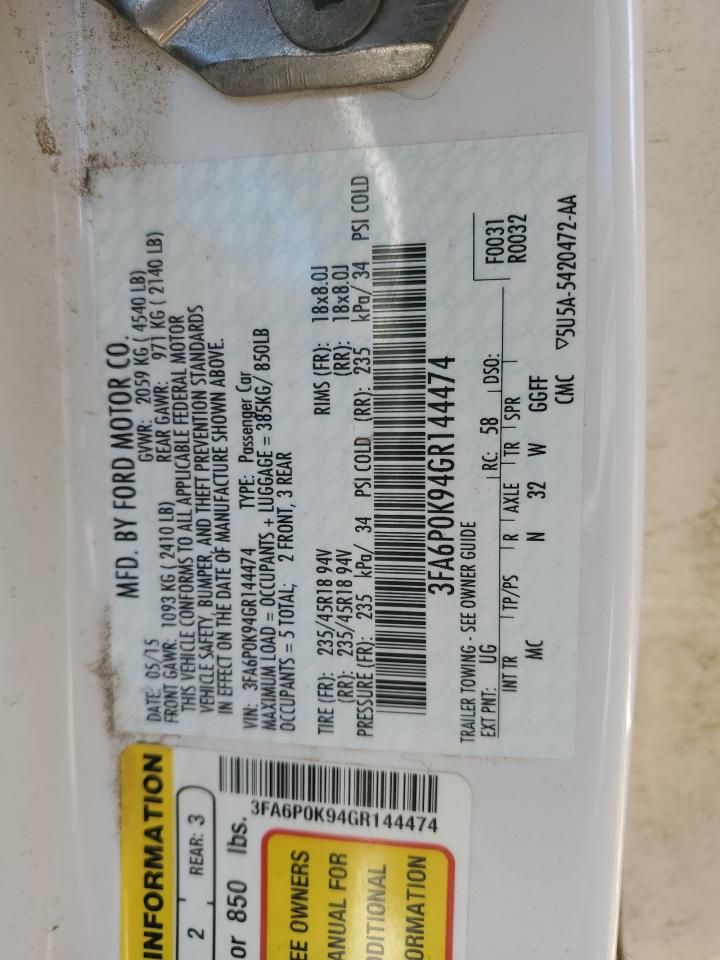 MFD. BY FORD MOTOR CO.
DATE: 05/15 GVWR: 2059 KG ( 4540 LB)
FRONT GAWR: 1093 KG (2410 LB) REAR GAWR: 971 KG ( 2140 LB)
THIS VEHICLE CONFORMS TO ALL APPLICABLE FEDERAL MOTOR
VEHICLE SAFETY, BUMPER, AND THEFT PREVENTION STANDARDS
IN EFFECT ON THE DATE OF MANUFACTURE SHOWN ABOVE.
VIN: 3FA6P0K94GR144474 TYPE: Passenger Car
MAXIMUM LOAD = OCCUPANTS + LUGGAGE = 385KG/ 850LB
OCCUPANTS = 5 TOTAL; 2 FRONT, 3 REAR
TIRE (FR): 235/45R18 94V RIMS (FR): 18x8.0J
(RR): 235/45R18 94V (RR): 18x8.0J
PRESSURE (FR): 235 kPa/ 34 PSI COLD (RR): 235 kPa/ 34 PSI COLD
3FA6P0K94GR144474
TRAILER TOWING - SEE OWNER GUIDE
EXT PNT: UG RC: 58 DSO: F0031
INT TR TP/PS R AXLE TR SPR R0032
MC N 32 W GGFF
CMC ▽5U5A-5420472-AA
INFORMATION
2 REAR: 3
or 850 lbs.
3FA6P0K94GR144474
EE OWNERS
ANUAL FOR
DDITIONAL
ORMATION